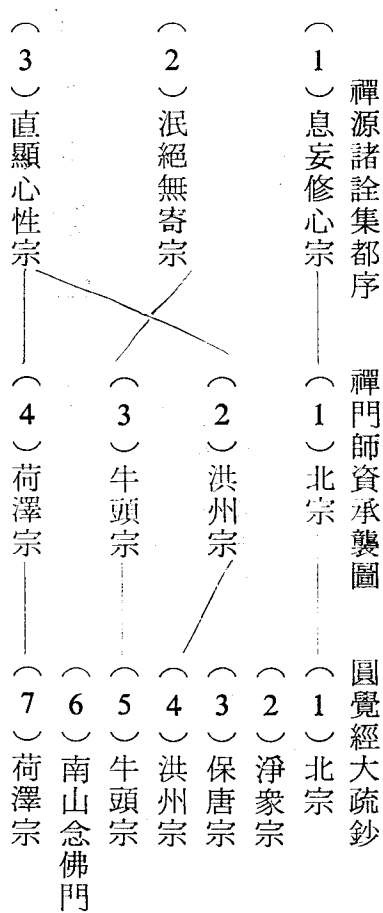 禪源諸詮集都序
（1）息妄修心宗
（2）泯絕無寄宗
（3）直顯心性宗
禪門師資承襲圖
（1）北宗
（2）洪州宗
（3）牛頭宗
（4）荷澤宗
圓覺經大疏鈔
（1）北宗
（2）淨衆宗
（3）保唐宗
（4）洪州宗
（5）牛頭宗
（6）南山念佛門
（7）荷澤宗